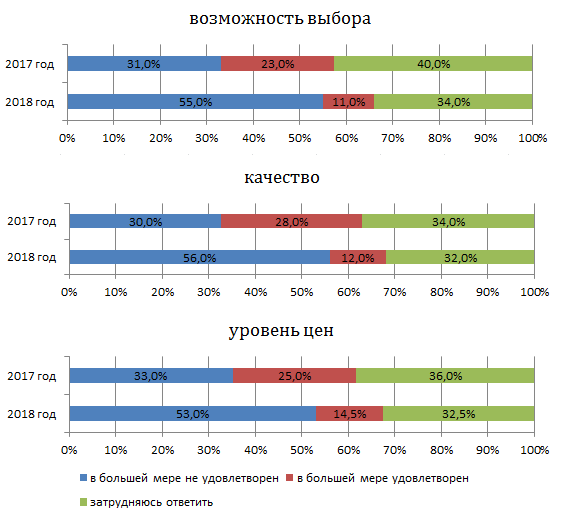 возможность выбора
2017 год 31,0% 23,0% 40,0%
2018 год 55,0% 11,0% 34,0%
0% 10% 20% 30% 40% 50% 60% 70% 80% 90% 100%
качество
2017 год 30,0% 28,0% 34,0%
2018 год 56,0% 12,0% 32,0%
0% 10% 20% 30% 40% 50% 60% 70% 80% 90% 100%
уровень цен
2017 год 33,0% 25,0% 36,0%
2018 год 53,0% 14,5% 32,5%
0% 10% 20% 30% 40% 50% 60% 70% 80% 90% 100%
в большей мере не удовлетворен в большей мере удовлетворен
затрудняюсь ответить